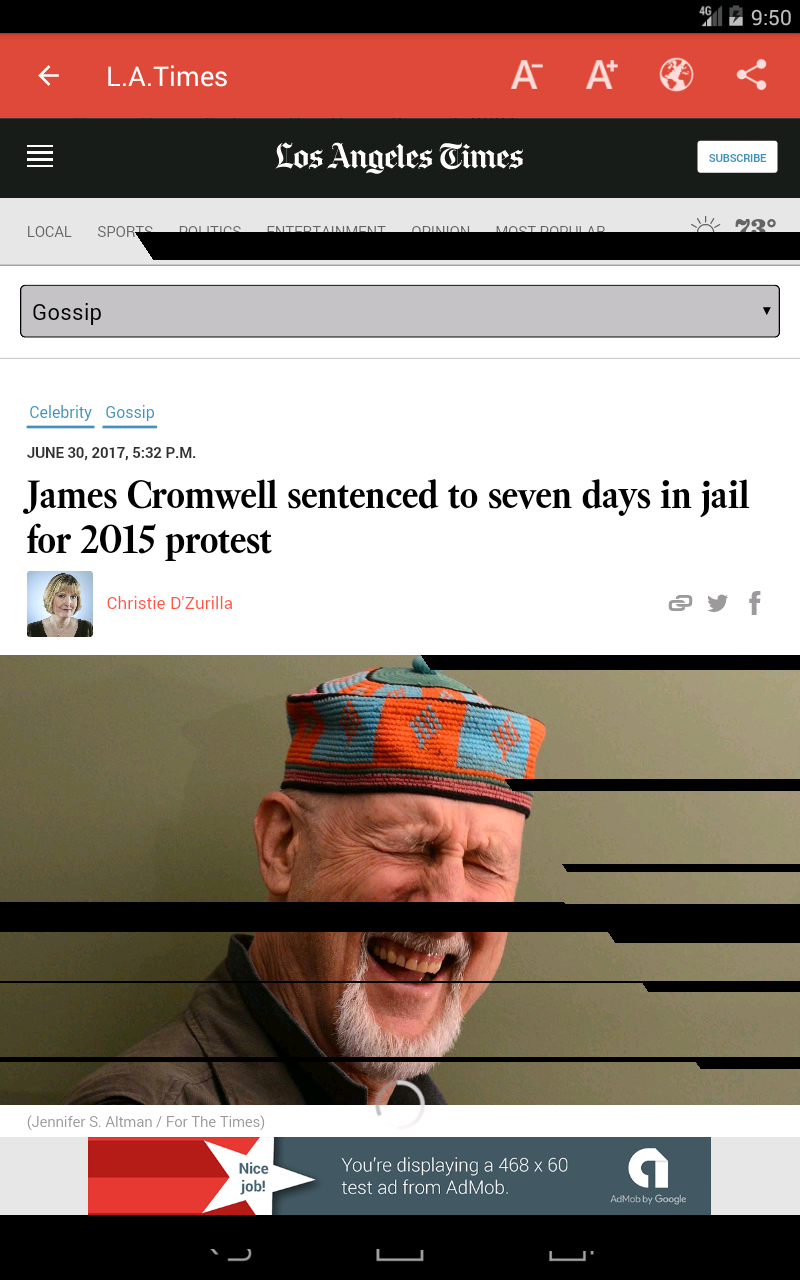 4G 9:50
L.A.Times A- A+
Los Angeles Times SUBSCRIBE
LOCAL SPORTS POLITICS ENTERTAINMENT OPINION MOST POPULAR 73°
Gossip
Celebrity Gossip
JUNE 30, 2017, 5:32 P.M.
James Cromwell sentenced to seven days in jail
for 2015 protest
Christie D'Zurilla
(Jennifer S. Altman / For The Times)
Nice
job!
You're displaying a 468 x 60
test ad from AdMob.
AdMob by Google